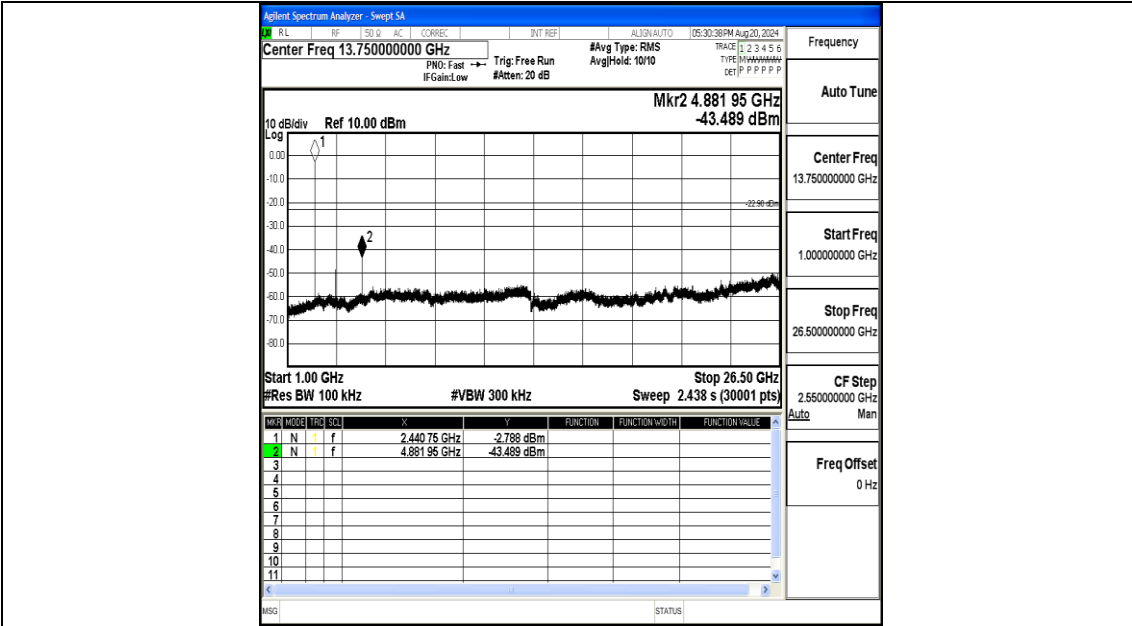 Agilent Spectrum Analyzer - Swept SA
RL RF 50 Ω AC CORREC INT REF ALIGN AUTO 05:30:38 PM Aug 20, 2024
Center Freq 13.750000000 GHz
PNO: Fast
IFGain:Low
Trig: Free Run
#Atten: 20 dB
#Avg Type: RMS
Avg|Hold: 10/10
TRACE 1 2 3 4 5 6
TYPE MWWWWW
DET P P P P P P
Mkr2 4.881 95 GHz
-43.489 dBm
10 dB/div Ref 10.00 dBm
Log
1
0.00
-10.0
-20.0
-22.90 dBm
-30.0
2
-40.0
-50.0
-60.0
-70.0
-80.0
Start 1.00 GHz Stop 26.50 GHz
#Res BW 100 kHz #VBW 300 kHz Sweep 2.438 s (30001 pts)
MKR MODE TRC SCL X Y FUNCTION FUNCTION WIDTH FUNCTION VALUE
1 N 1 f 2.440 75 GHz -2.788 dBm
2 N 1 f 4.881 95 GHz -43.489 dBm
3
4
5
6
7
8
9
10
11
MSG STATUS
Frequency
Auto Tune
Center Freq
13.750000000 GHz
Start Freq
1.000000000 GHz
Stop Freq
26.500000000 GHz
CF Step
2.550000000 GHz
Auto Man
Freq Offset
0 Hz